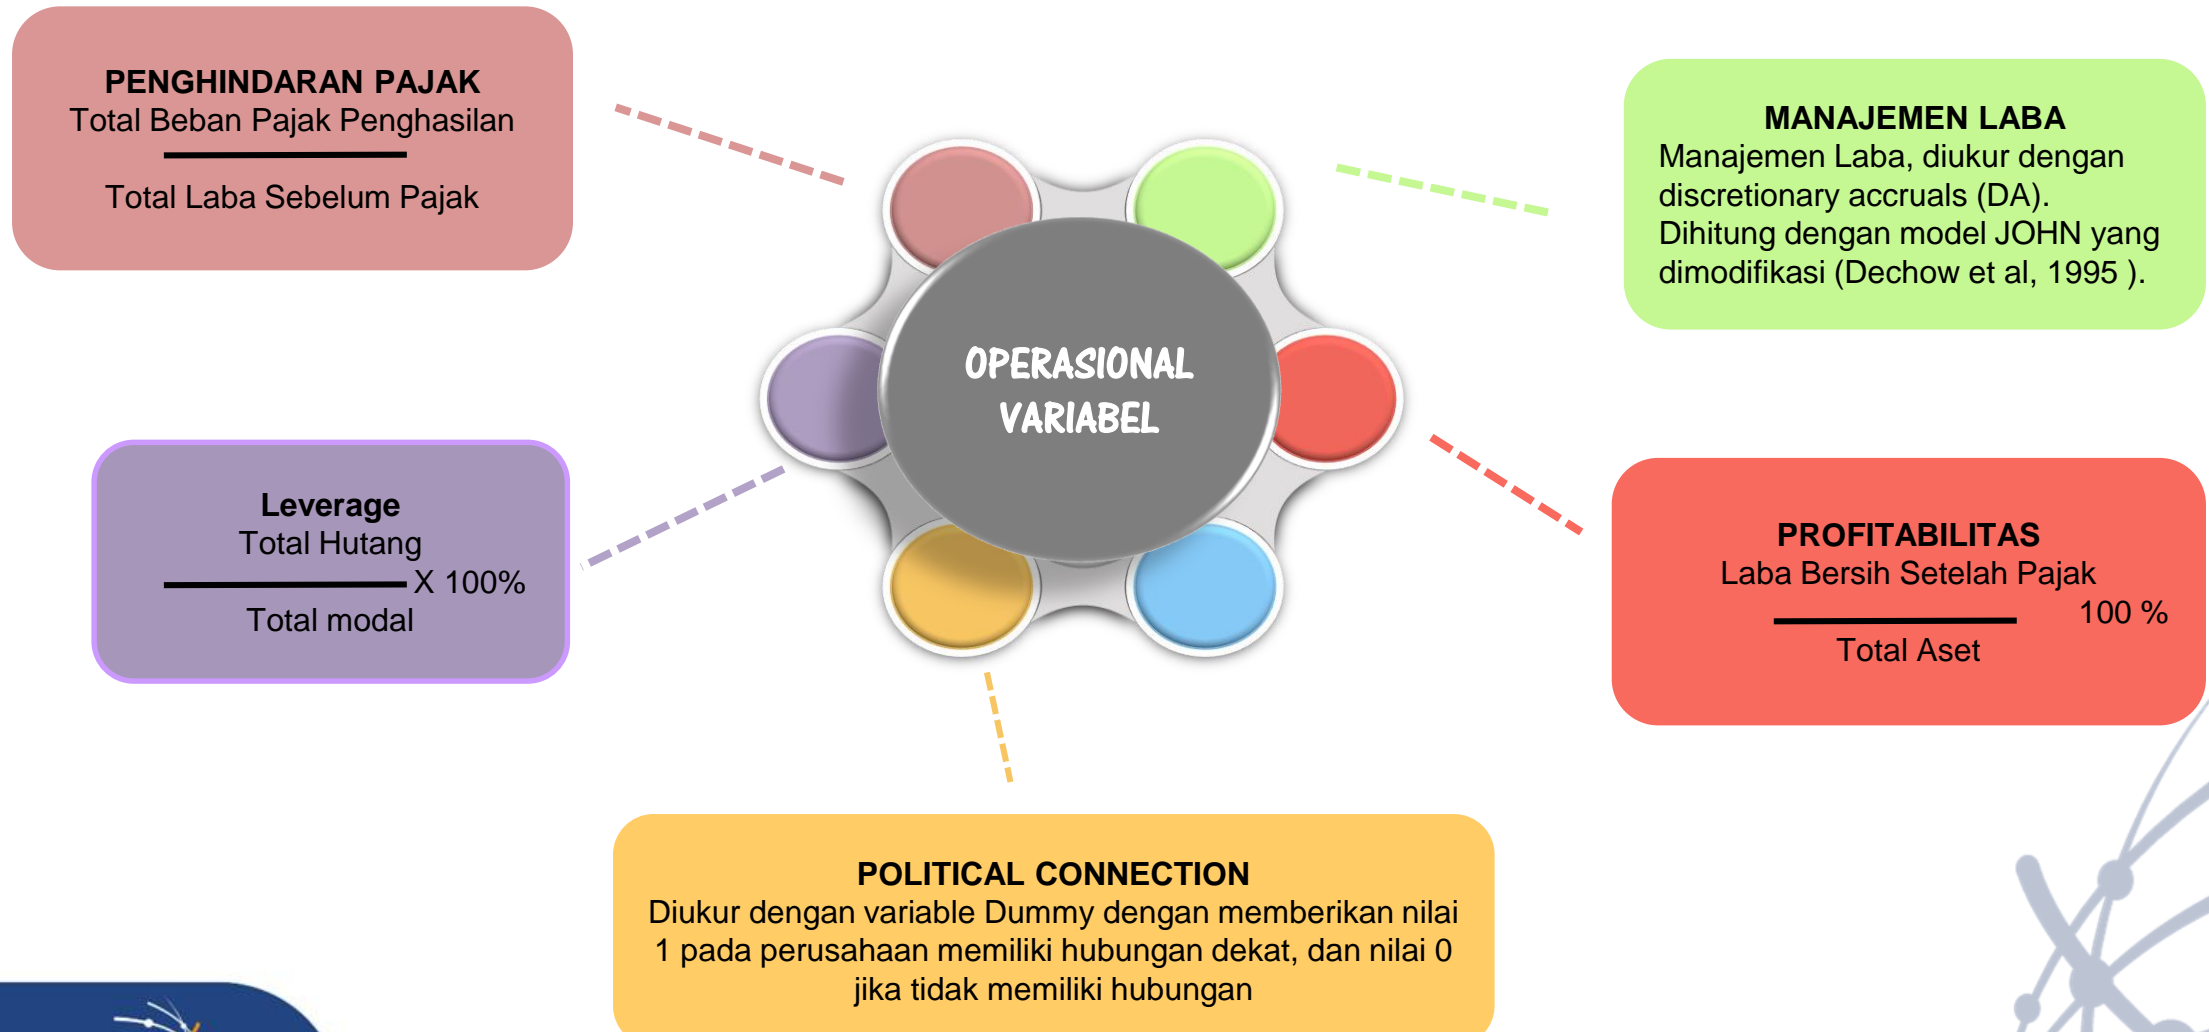 PENGHINDARAN PAJAK
Total Beban Pajak Penghasilan
Total Laba Sebelum Pajak
MANAJEMEN LABA
Manajemen Laba, diukur dengan
discretionary accruals (DA).
Dihitung dengan model JOHN yang
dimodifikasi (Dechow et al, 1995 ).
OPERASIONAL
VARIABEL
Leverage
Total Hutang
X 100%
Total modal
PROFITABILITAS
Laba Bersih Setelah Pajak
100 %
Total Aset
POLITICAL CONNECTION
Diukur dengan variable Dummy dengan memberikan nilai
1 pada perusahaan memiliki hubungan dekat, dan nilai 0
jika tidak memiliki hubungan